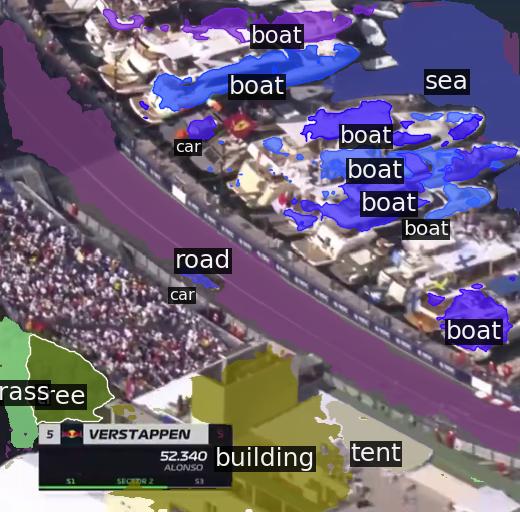 boat
boat
sea
boat
car
boat
boat
boat
road
car
boat
rass
ee
5 VERSTAPPEN 5
52.340
ALONSO
building
tent
S1 SECTOR 2 S3